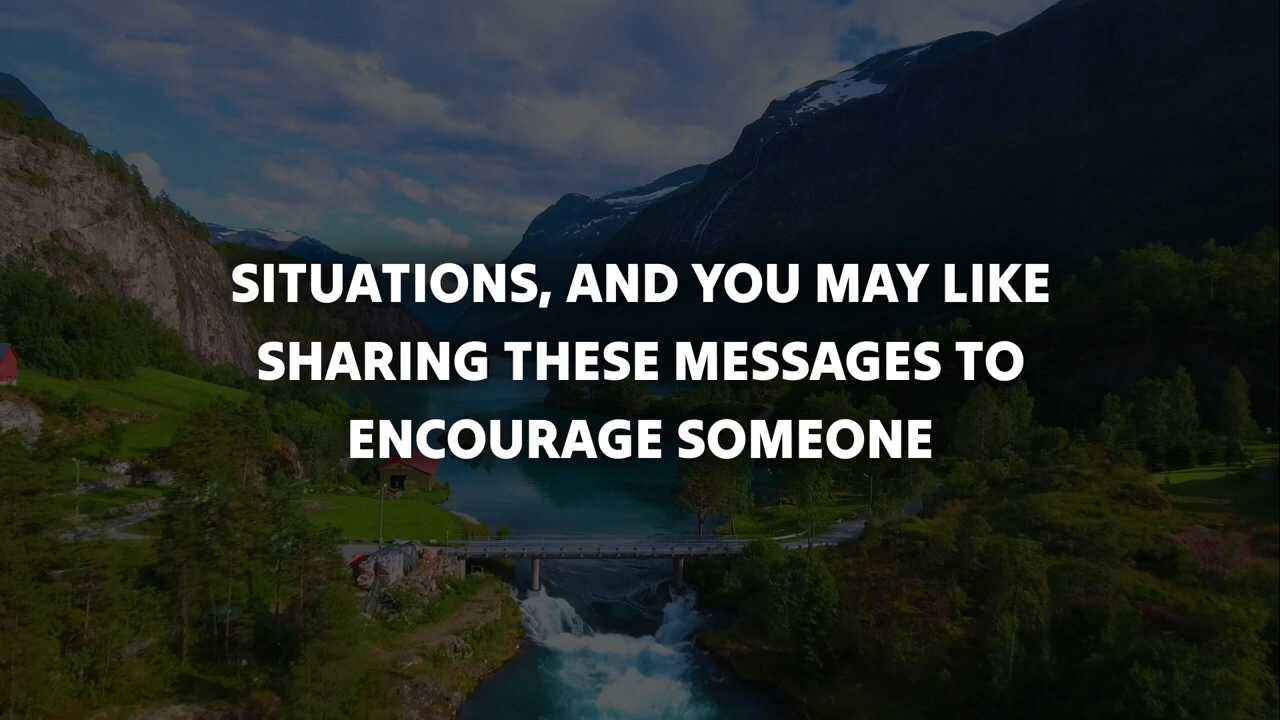 SITUATIONS, AND YOU MAY LIKE
SHARING THESE MESSAGES TO
ENCOURAGE SOMEONE